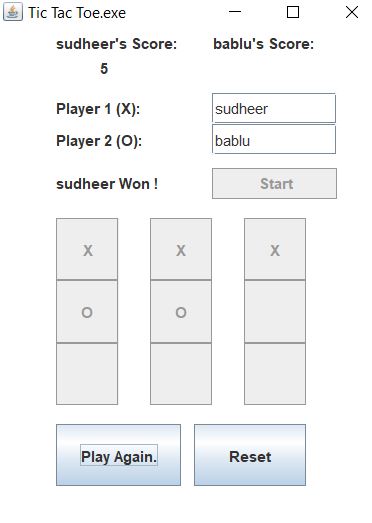 Tic Tac Toe.exe
sudheer's Score: bablu's Score:
5
Player 1 (X): sudheer
Player 2 (O): bablu
sudheer Won ! Start
X X X
O O
Play Again. Reset